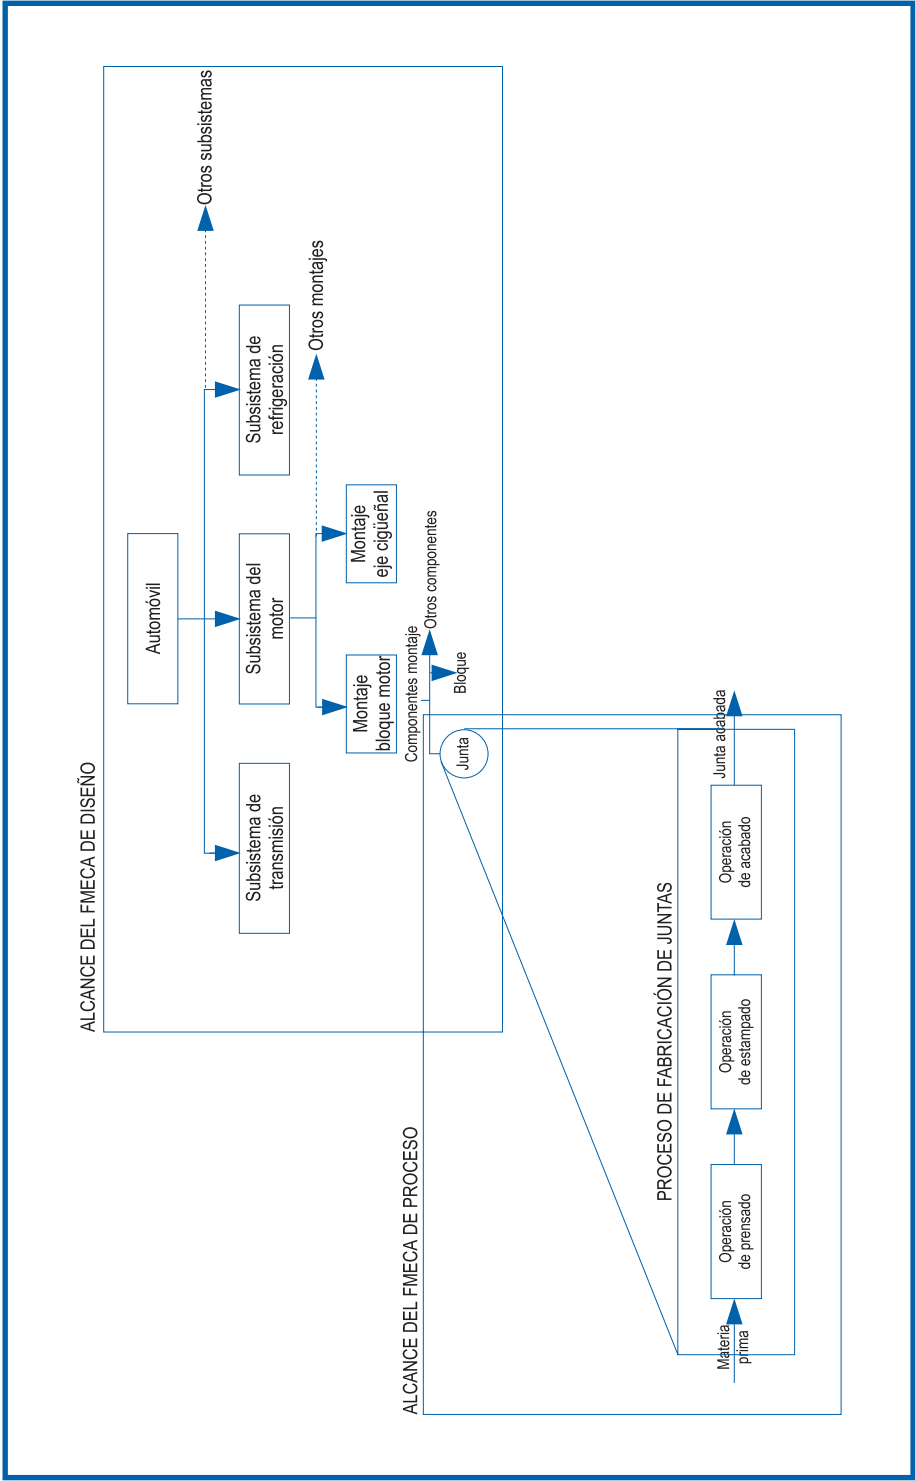 ALCANCE DEL FMECA DE DISEÑO
Automóvil
Otros subsistemas
Subsistema de
transmisión
Subsistema del
motor
Subsistema de
refrigeración
Otros montajes
Montaje
bloque motor
Montaje
eje cigüeñal
Componentes montaje
Otros componentes
Junta
Bloque
ALCANCE DEL FMECA DE PROCESO
PROCESO DE FABRICACIÓN DE JUNTAS
Materia
prima
Operación
de prensado
Operación
de estampado
Operación
de acabado
Junta acabada